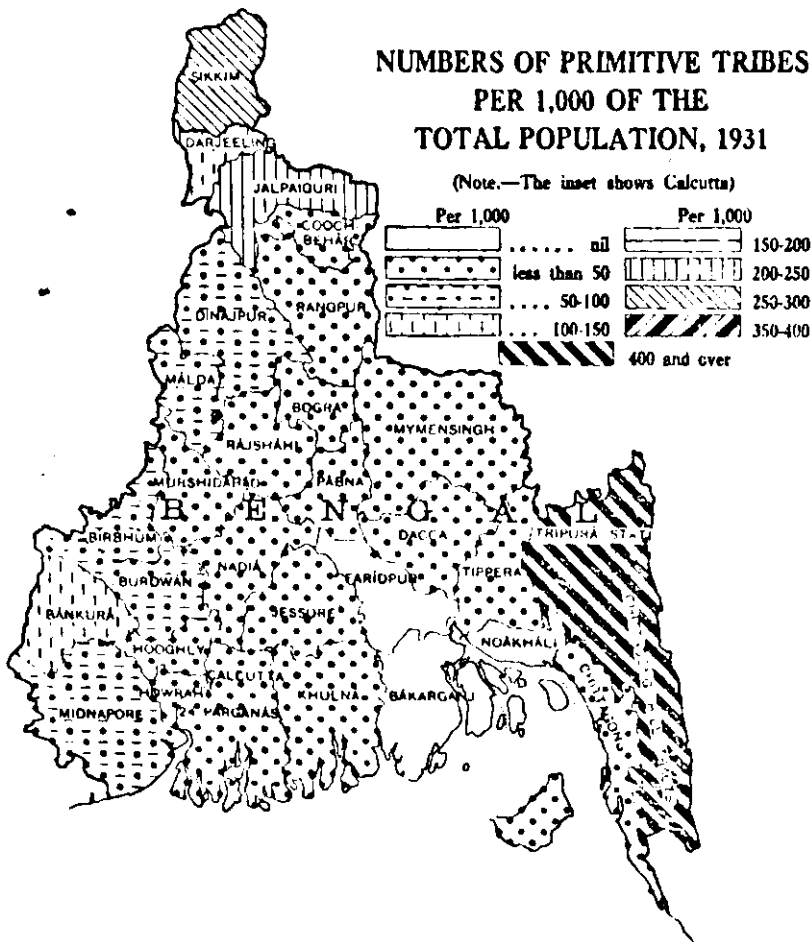 NUMBERS OF PRIMITIVE TRIBES
PER 1,000 OF THE
TOTAL POPULATION, 1931
(Note.—The inset shows Calcutta)
Per 1,000 Per 1,000
...... nil 150-200
less than 50 200-250
.... 50-100 250-300
... 100-150 350-400
400 and over
SIKKIM
DARJEELING
JALPAIGURI
COOCH
BEHAR
RANGPUR
DINAJPUR
MALDA
BOGRA
MYMENSINGH
RAJSHAHI
MURSHIDABAD
PABNA
BENGAL
DACCA
TRIPURA STATE
BIRBHUM
NADIA
FARIDPUR
TIPPERA
BURDWAN
BANKURA
JESSURE
NOAKHALI
HOOGHLY
CALCUTTA
HOWRAH
KHULNA
BAKARGANJ
MIDNAPORE
24 PARGANAS
CHITTAGONG